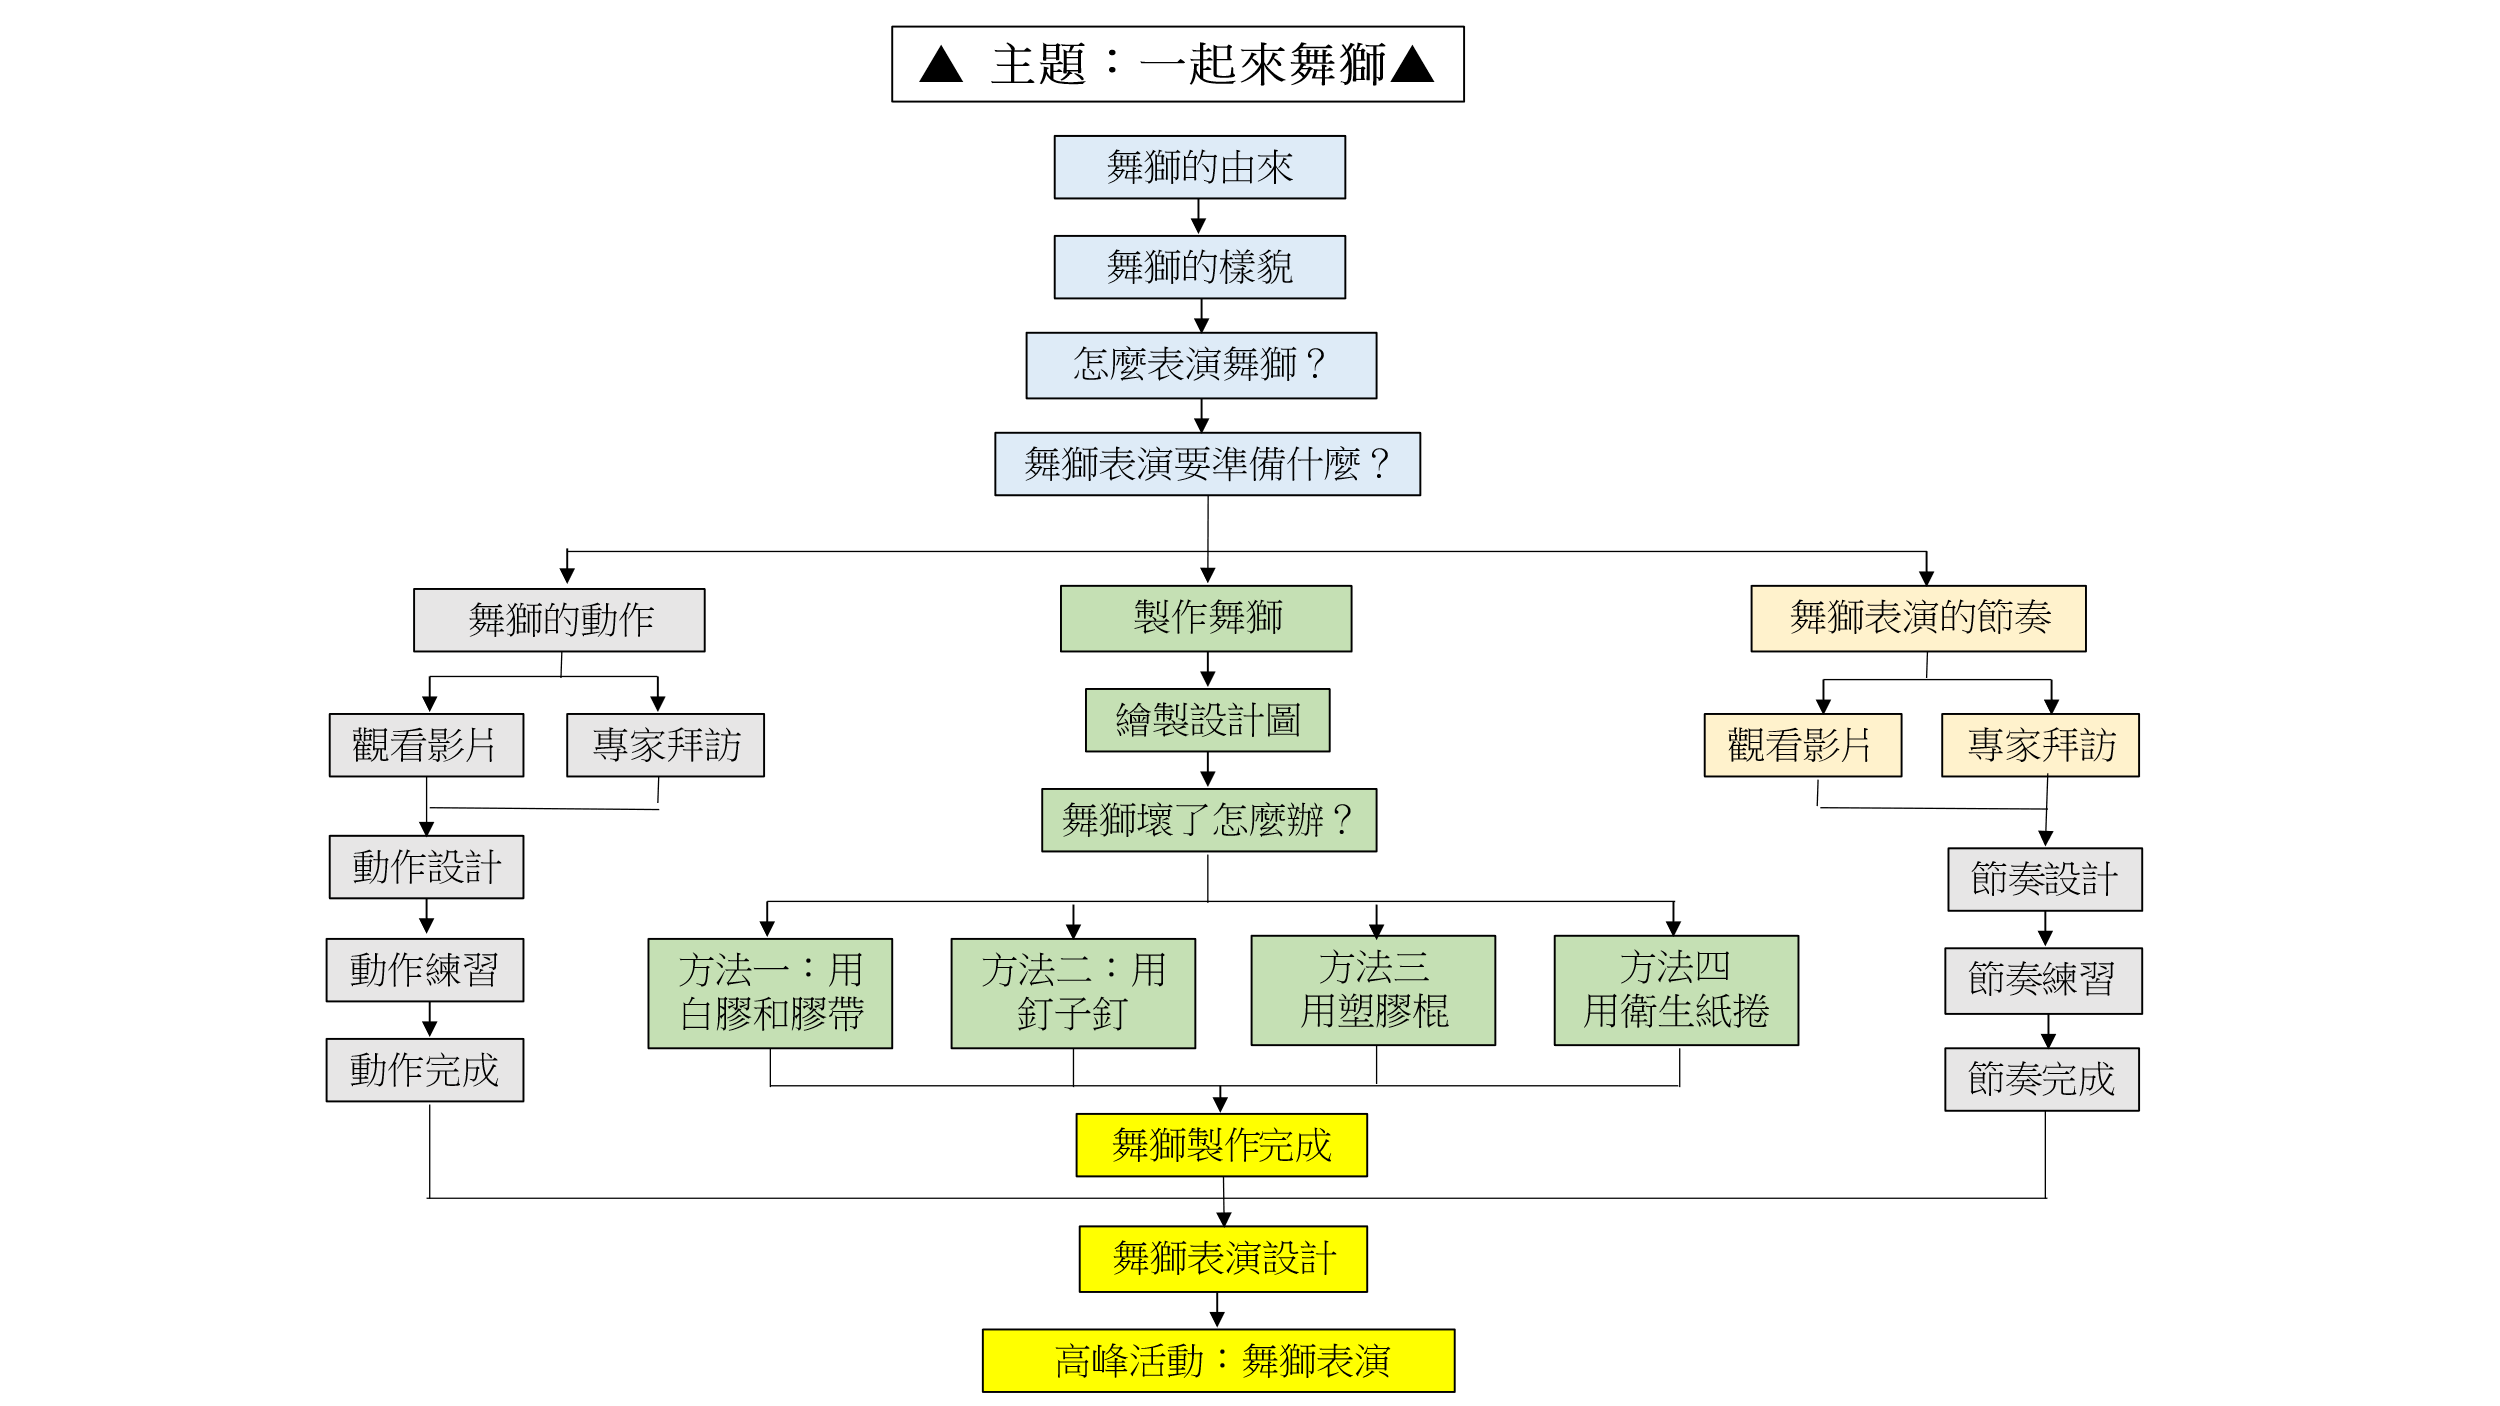 ▲ 主題：一起來舞獅▲
舞獅的由來
舞獅的樣貌
怎麼表演舞獅？
舞獅表演要準備什麼？
舞獅的動作
製作舞獅
舞獅表演的節奏
觀看影片
專家拜訪
繪製設計圖
觀看影片
專家拜訪
舞獅壞了怎麼辦？
動作設計
節奏設計
動作練習
方法一：用
白膠和膠帶
方法二：用
釘子釘
方法三
用塑膠棍
方法四
用衛生紙捲
節奏練習
動作完成
節奏完成
舞獅製作完成
舞獅表演設計
高峰活動：舞獅表演